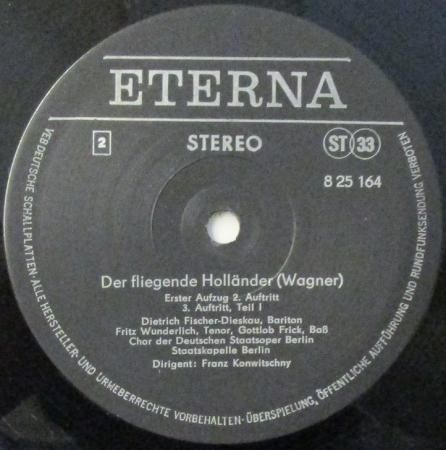 ETERNA
2
STEREO
ST 33
8 25 164
Der fliegende Holländer (Wagner)
Erster Aufzug 2. Auftritt
3. Auftritt, Teil I
Dietrich Fischer-Dieskau, Bariton
Fritz Wunderlich, Tenor, Gottlob Frick, Baß
Chor der Deutschen Staatsoper Berlin
Staatskapelle Berlin
Dirigent: Franz Konwitschny
VEB DEUTSCHE SCHALLPLATTEN · ALLE HERSTELLER- UND URHEBERRECHTE VORBEHALTEN · ÜBERSPIELUNG, ÖFFENTLICHE AUFFÜHRUNG UND RUNDFUNKSENDUNG VERBOTEN